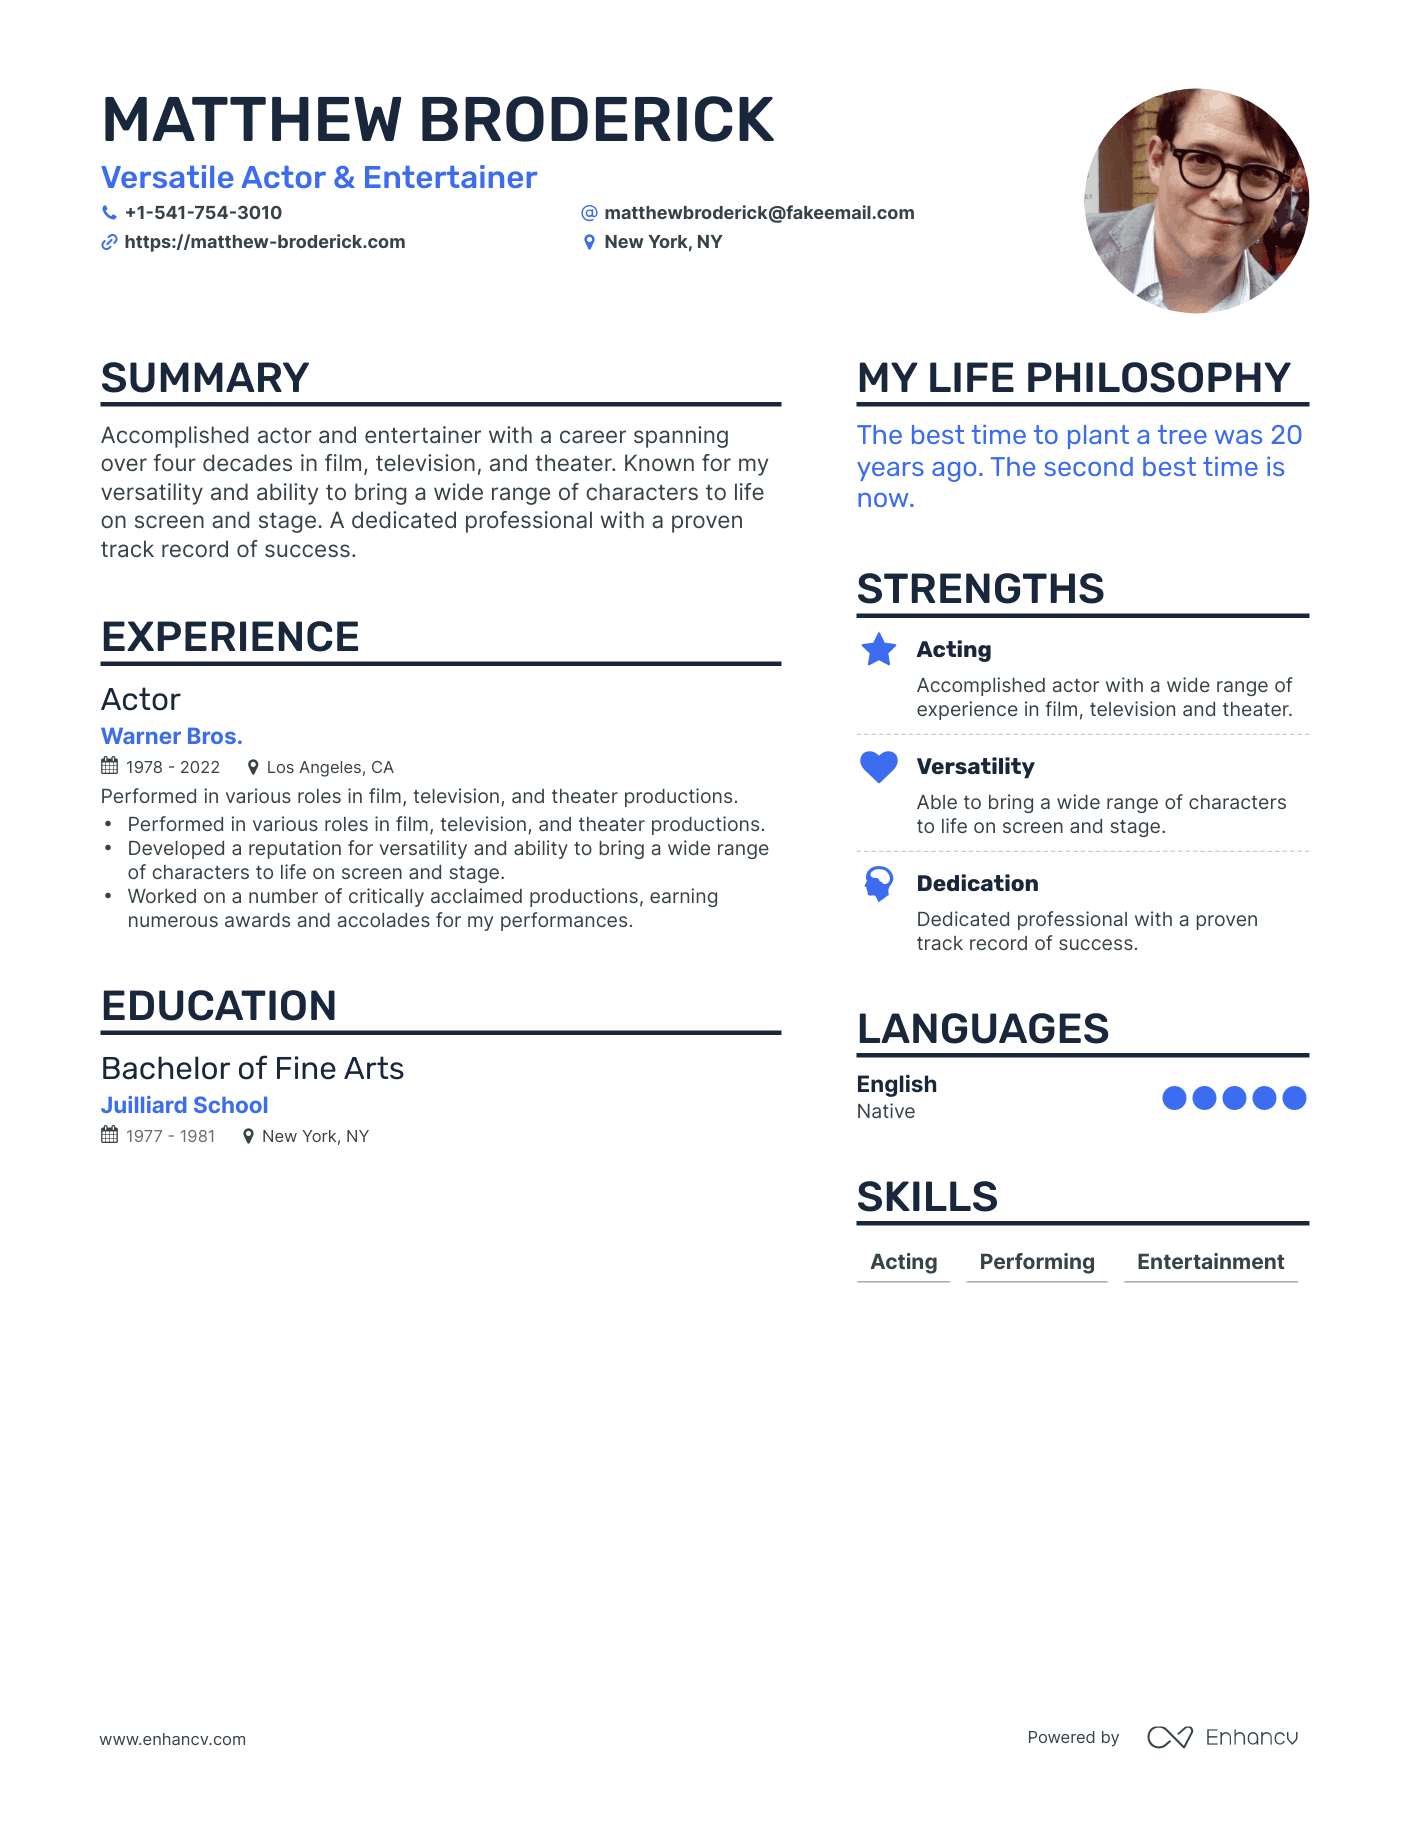 MATTHEW BRODERICK
Versatile Actor & Entertainer
+1-541-754-3010
matthewbroderick@fakeemail.com
https://matthew-broderick.com
New York, NY
SUMMARY
Accomplished actor and entertainer with a career spanning
over four decades in film, television, and theater. Known for my
versatility and ability to bring a wide range of characters to life
on screen and stage. A dedicated professional with a proven
track record of success.
EXPERIENCE
Actor
Warner Bros.
1978 - 2022 Los Angeles, CA
Performed in various roles in film, television, and theater productions.
• Performed in various roles in film, television, and theater productions.
• Developed a reputation for versatility and ability to bring a wide range
of characters to life on screen and stage.
• Worked on a number of critically acclaimed productions, earning
numerous awards and accolades for my performances.
EDUCATION
Bachelor of Fine Arts
Juilliard School
1977 - 1981 New York, NY
MY LIFE PHILOSOPHY
The best time to plant a tree was 20
years ago. The second best time is
now.
STRENGTHS
Acting
Accomplished actor with a wide range of
experience in film, television and theater.
Versatility
Able to bring a wide range of characters
to life on screen and stage.
Dedication
Dedicated professional with a proven
track record of success.
LANGUAGES
English
Native
SKILLS
Acting Performing Entertainment
www.enhancv.com
Powered by Enhancv